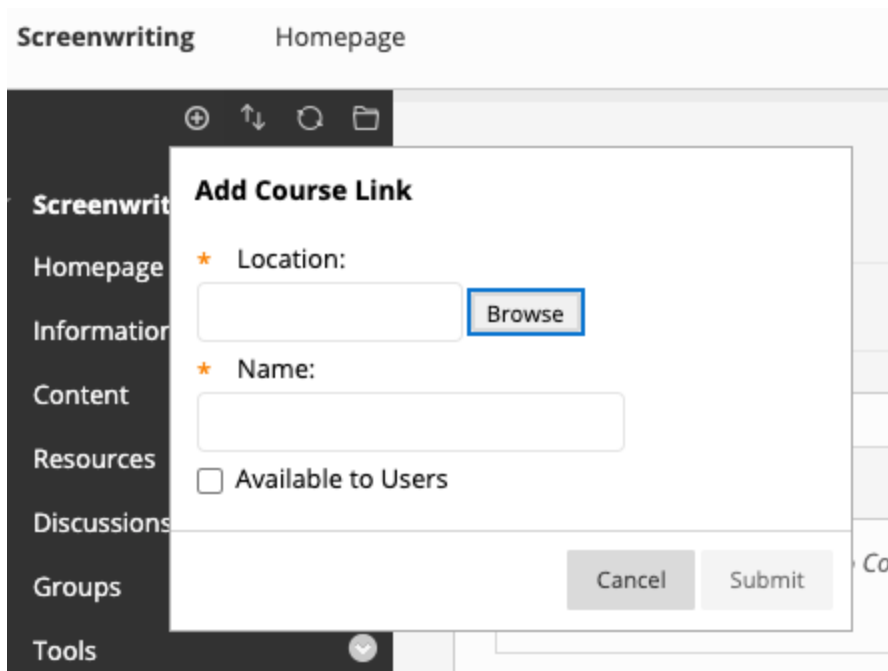 Screenwriting Homepage
Add Course Link
Screenwrit
Homepage
Information
Content
Resources
Discussions
Groups
Tools
* Location:
Browse
* Name:
Available to Users
Cancel Submit
Co